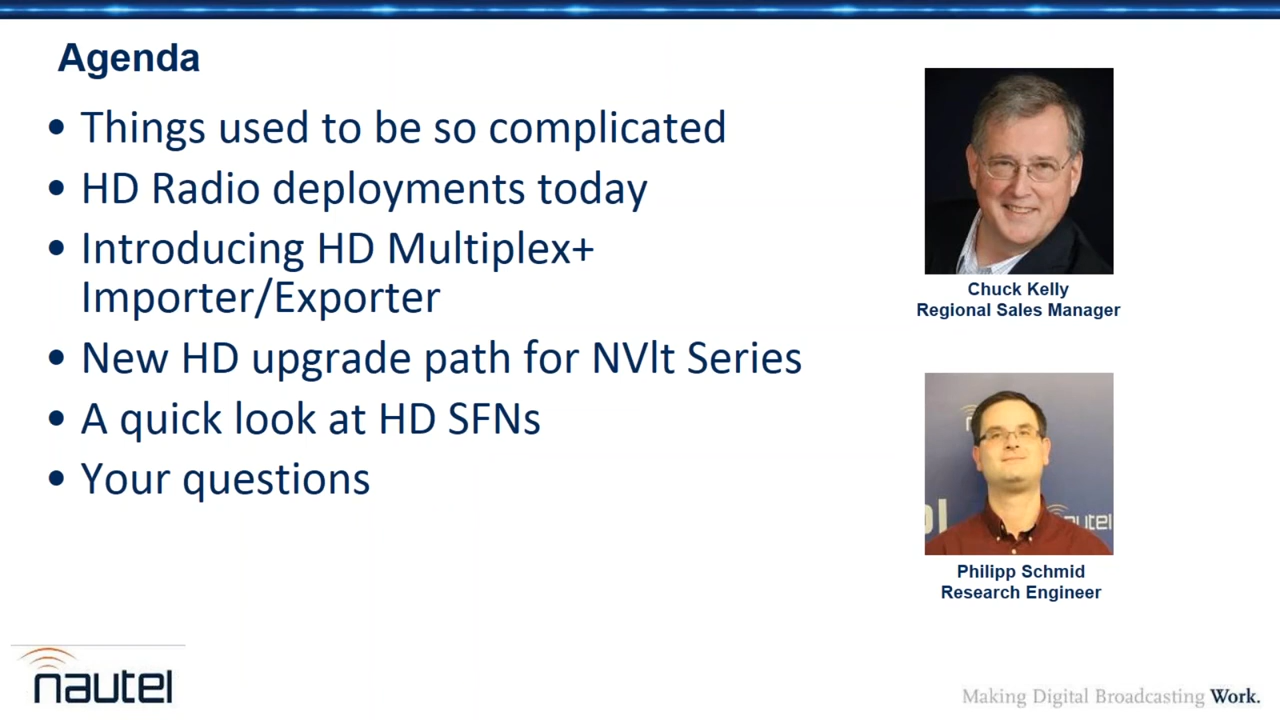 Agenda
• Things used to be so complicated
• HD Radio deployments today
• Introducing HD Multiplex+
Importer/Exporter
• New HD upgrade path for NVlt Series
• A quick look at HD SFNs
• Your questions
Chuck Kelly
Regional Sales Manager
nautel
Philipp Schmid
Research Engineer
nautel
Making Digital Broadcasting Work.